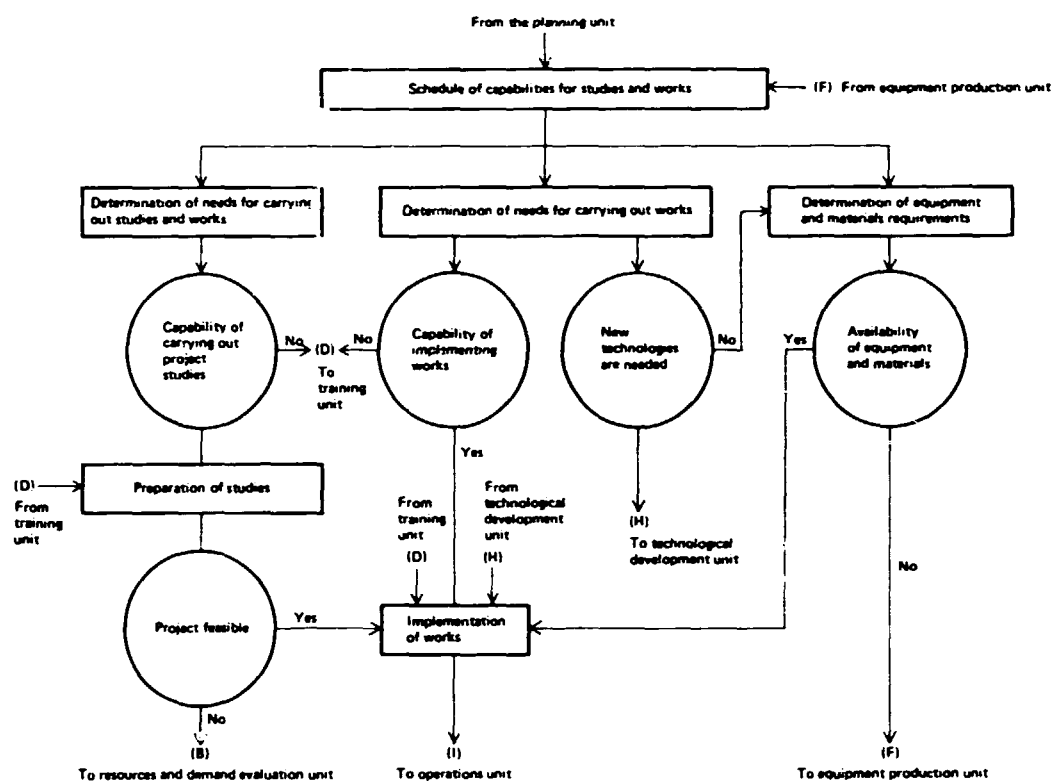 From the planning unit
Schedule of capabilities for studies and works
(F) From equipment production unit
Determination of needs for carrying
out studies and works
Determination of needs for carrying out works
Determination of equipment
and materials requirements
Capability of
carrying out
project
studies
No
(D)
To
training
unit
No
Capability of
implementing
works
New
technologies
are needed
No
Yes
Availability
of equipment
and materials
Yes
(D)
From
training
unit
Preparation of studies
From
training
unit
(D)
From
technological
development
unit
(H)
(H)
To technological
development unit
No
Project feasible
Yes
Implementation
of works
No
(B)
To resources and demand evaluation unit
(I)
To operations unit
(F)
To equipment production unit